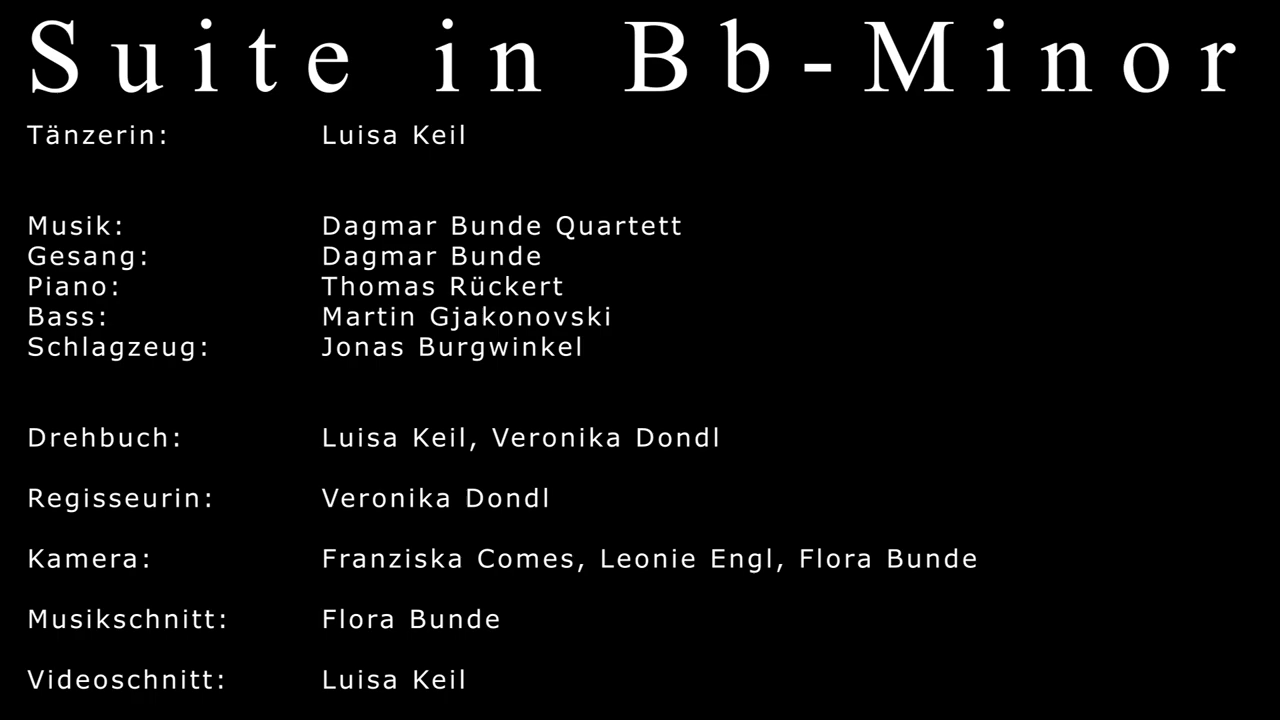 Suite in Bb-Minor
Tänzerin: Luisa Keil
Musik: Dagmar Bunde Quartett
Gesang: Dagmar Bunde
Piano: Thomas Rückert
Bass: Martin Gjakonovski
Schlagzeug: Jonas Burgwinkel
Drehbuch: Luisa Keil, Veronika Dondl
Regisseurin: Veronika Dondl
Kamera: Franziska Comes, Leonie Engl, Flora Bunde
Musikschnitt: Flora Bunde
Videoschnitt: Luisa Keil